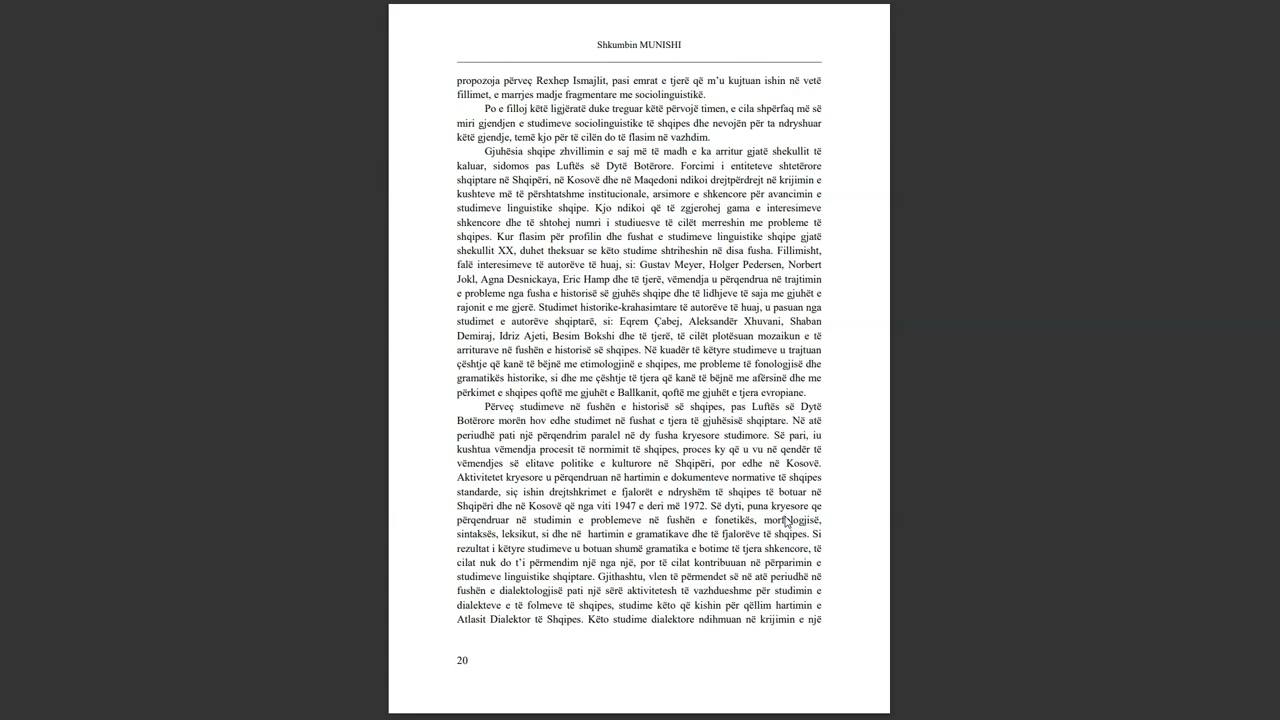 Shkumbin MUNISHI
propozoja përveç Rexhep Ismajlit, pasi emrat e tjerë që m'u kujtuan ishin në vetë
fillimet, e marrjes madje fragmentare me sociolinguistikë.
Po e filloj këtë ligjëratë duke treguar këtë përvojë timen, e cila shpërfaq më së
miri gjendjen e studimeve sociolinguistike të shqipes dhe nevojën për ta ndryshuar
këtë gjendje, temë kjo për të cilën do të flasim në vazhdim.
Gjuhësia shqipe zhvillimin e saj më të madh e ka arritur gjatë shekullit të
kaluar, sidomos pas Luftës së Dytë Botërore. Forcimi i entiteteve shtetërore
shqiptare në Shqipëri, në Kosovë dhe në Maqedoni ndikoi drejtpërdrejt në krijimin e
kushteve më të përshtatshme institucionale, arsimore e shkencore për avancimin e
studimeve linguistike shqipe. Kjo ndikoi që të zgjerohej gama e interesimeve
shkencore dhe të shtohej numri i studiuesve të cilët merreshin me probleme të
shqipes. Kur flasim për profilin dhe fushat e studimeve linguistike shqipe gjatë
shekullit XX, duhet theksuar se këto studime shtriheshin në disa fusha. Fillimisht,
falë interesimeve të autorëve të huaj, si: Gustav Meyer, Holger Pedersen, Norbert
Jokl, Agna Desnickaya, Eric Hamp dhe të tjerë, vëmendja u përqendrua në trajtimin
e probleme nga fusha e historisë së gjuhës shqipe dhe të lidhjeve të saja me gjuhët e
rajonit e me gjerë. Studimet historike-krahasimtare të autorëve të huaj, u pasuan nga
studimet e autorëve shqiptarë, si: Eqrem Çabej, Aleksandër Xhuvani, Shaban
Demiraj, Idriz Ajeti, Besim Bokshi dhe të tjerë, të cilët plotësuan mozaikun e të
arriturave në fushën e historisë së shqipes. Në kuadër të këtyre studimeve u trajtuan
çështje që kanë të bëjnë me etimologjinë e shqipes, me probleme të fonologjisë dhe
gramatikës historike, si dhe me çështje të tjera që kanë të bëjnë me afërsinë dhe me
përkimet e shqipes qoftë me gjuhët e Ballkanit, qoftë me gjuhët e tjera evropiane.
Përveç studimeve në fushën e historisë së shqipes, pas Luftës së Dytë
Botërore morën hov edhe studimet në fushat e tjera të gjuhësisë shqiptare. Në atë
periudhë pati një përqendrim paralel në dy fusha kryesore studimore. Së pari, iu
kushtua vëmendja procesit të normimit të shqipes, proces ky që u vu në qendër të
vëmendjes së elitave politike e kulturore në Shqipëri, por edhe në Kosovë.
Aktivitetet kryesore u përqendruan në hartimin e dokumenteve normative të shqipes
standarde, siç ishin drejtshkrimet e fjalorët e ndryshëm të shqipes të botuar në
Shqipëri dhe në Kosovë që nga viti 1947 e deri më 1972. Së dyti, puna kryesore qe
përqendruar në studimin e problemeve në fushën e fonetikës, morfologjisë,
sintaksës, leksikut, si dhe në hartimin e gramatikave dhe të fjalorëve të shqipes. Si
rezultat i këtyre studimeve u botuan shumë gramatika e botime të tjera shkencore, të
cilat nuk do t'i përmendim një nga një, por të cilat kontribuuan në përparimin e
studimeve linguistike shqiptare. Gjithashtu, vlen të përmendet së në atë periudhë në
fushën e dialektologjisë pati një sërë aktivitetesh të vazhdueshme për studimin e
dialekteve e të folmeve të shqipes, studime këto që kishin për qëllim hartimin e
Atlasit Dialektor të Shqipes. Këto studime dialektore ndihmuan në krijimin e një
20